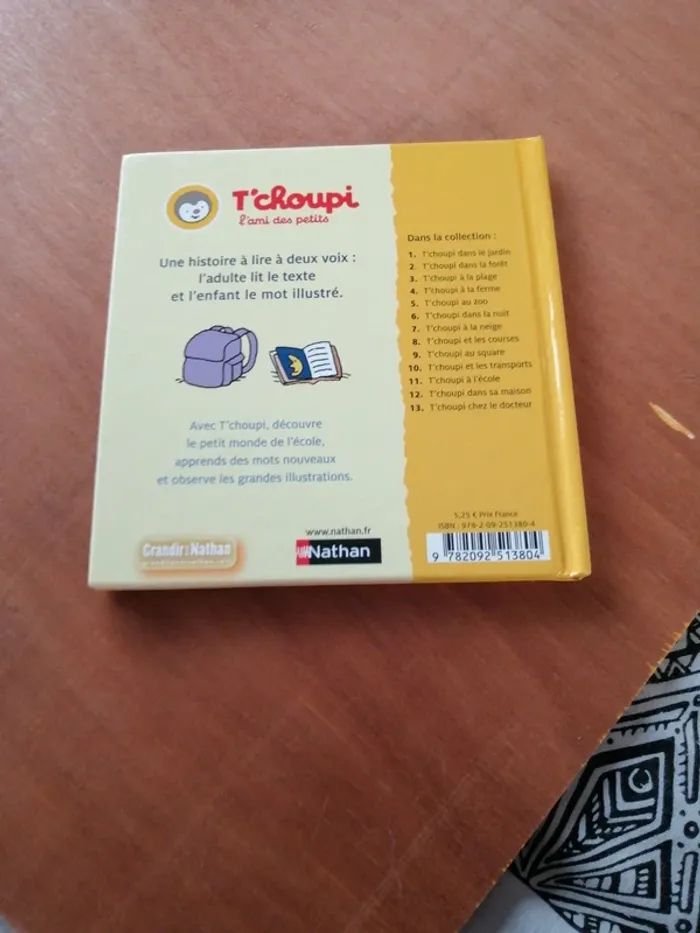 T'choupi
l'ami des petits
Une histoire à lire à deux voix :
l'adulte lit le texte
et l'enfant le mot illustré.
Avec T'choupi, découvre
le petit monde de l'école,
apprends des mots nouveaux
et observe les grandes illustrations.
Grandir : Nathan
www.nathan.fr
Nathan
Dans la collection :
1. T'choupi dans le jardin
2. T'choupi dans la forêt
3. T'choupi à la plage
4. T'choupi à la ferme
5. T'choupi au zoo
6. T'choupi dans la nuit
7. T'choupi à la neige
8. T'choupi et les courses
9. T'choupi au square
10. T'choupi et les transports
11. T'choupi à l'école
12. T'choupi dans sa maison
13. T'choupi chez le docteur
5,25 € Prix France
ISBN : 978-2-09-251380-4
9 782092 513804